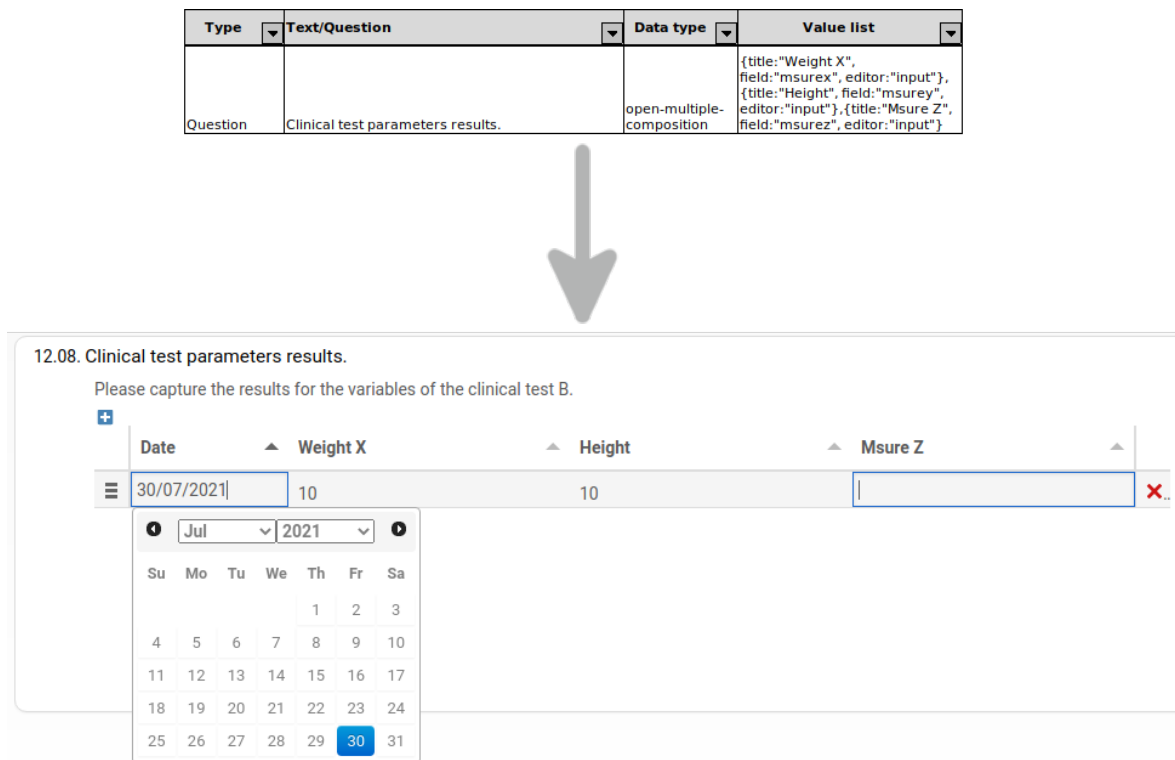 Type Text/Question Data type Value list
{title:"Weight X",
field:"msurex", editor:"input"},
{title:"Height", field:"msurey",
open-multiple- editor:"input"},{title:"Msure Z",
Question Clinical test parameters results. composition field:"msurez", editor:"input"}
12.08. Clinical test parameters results.
Please capture the results for the variables of the clinical test B.
Date Weight X Height Msure Z
30/07/2021 10 10
Jul 2021
Su Mo Tu We Th Fr Sa
1 2 3
4 5 6 7 8 9 10
11 12 13 14 15 16 17
18 19 20 21 22 23 24
25 26 27 28 29 30 31